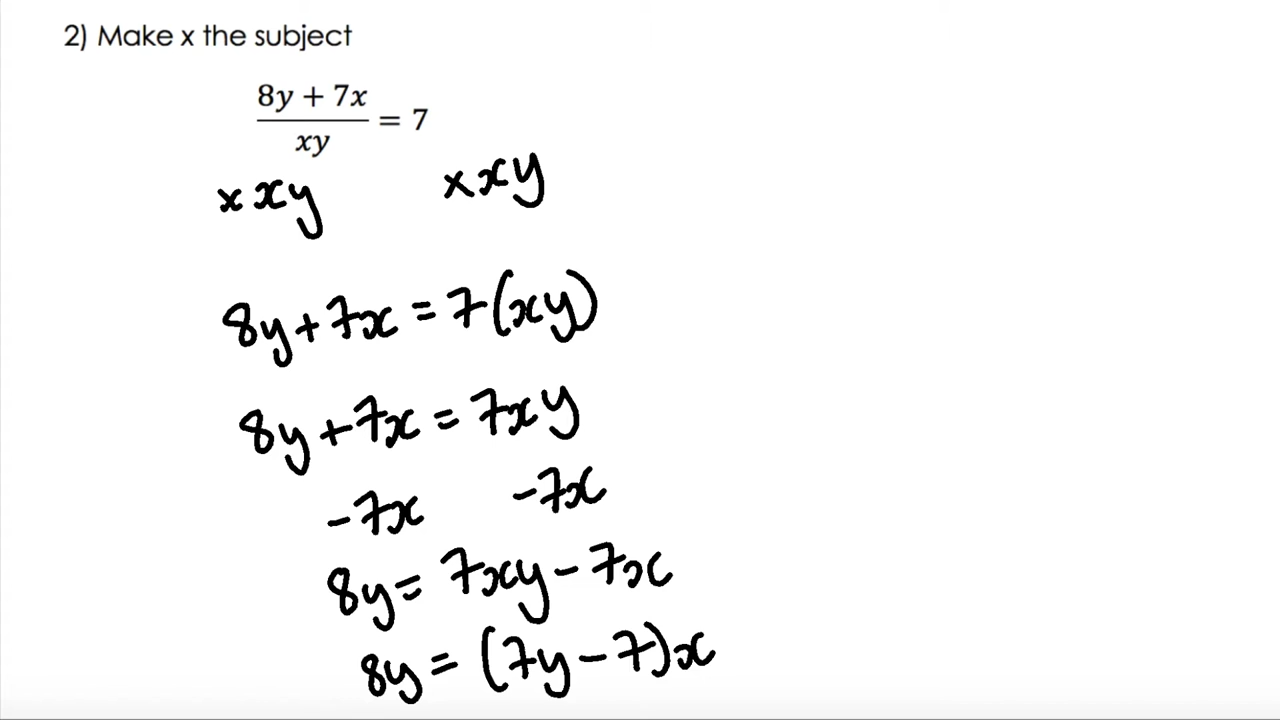 2) Make x the subject
8y + 7x
xy
= 7
× xy × xy
8y + 7x = 7(xy)
8y + 7x = 7xy
- 7x - 7x
8y = 7xy - 7x
8y = (7y - 7)x